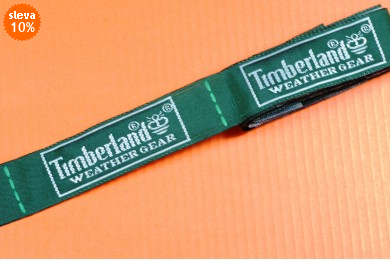 sleva
10%
Timberland®
®
WEATHER GEAR
Timberland®
®
WEATHER GEAR